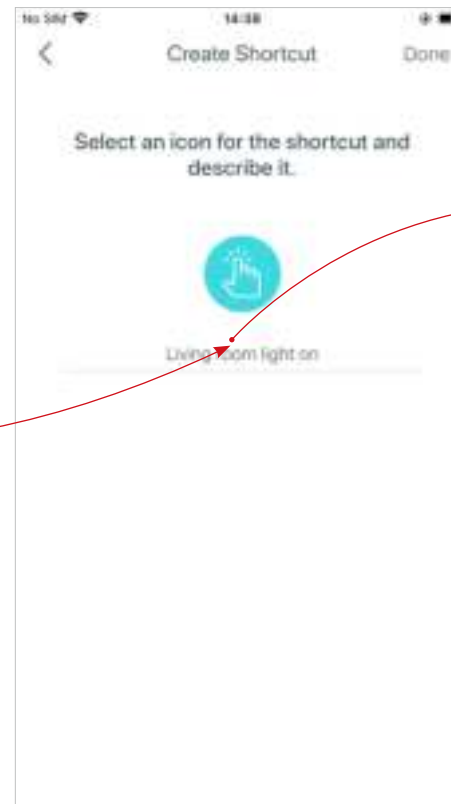 No SIM 14:38
Create Shortcut Done
Select an icon for the shortcut and
describe it.
Living room light on